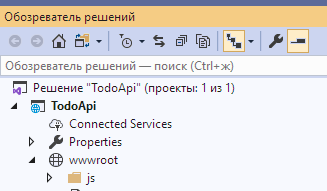 Обозреватель решений
Обозреватель решений — поиск (Ctrl+ж)
Решение "TodoApi" (проекты: 1 из 1)
TodoApi
Connected Services
Properties
wwwroot
js